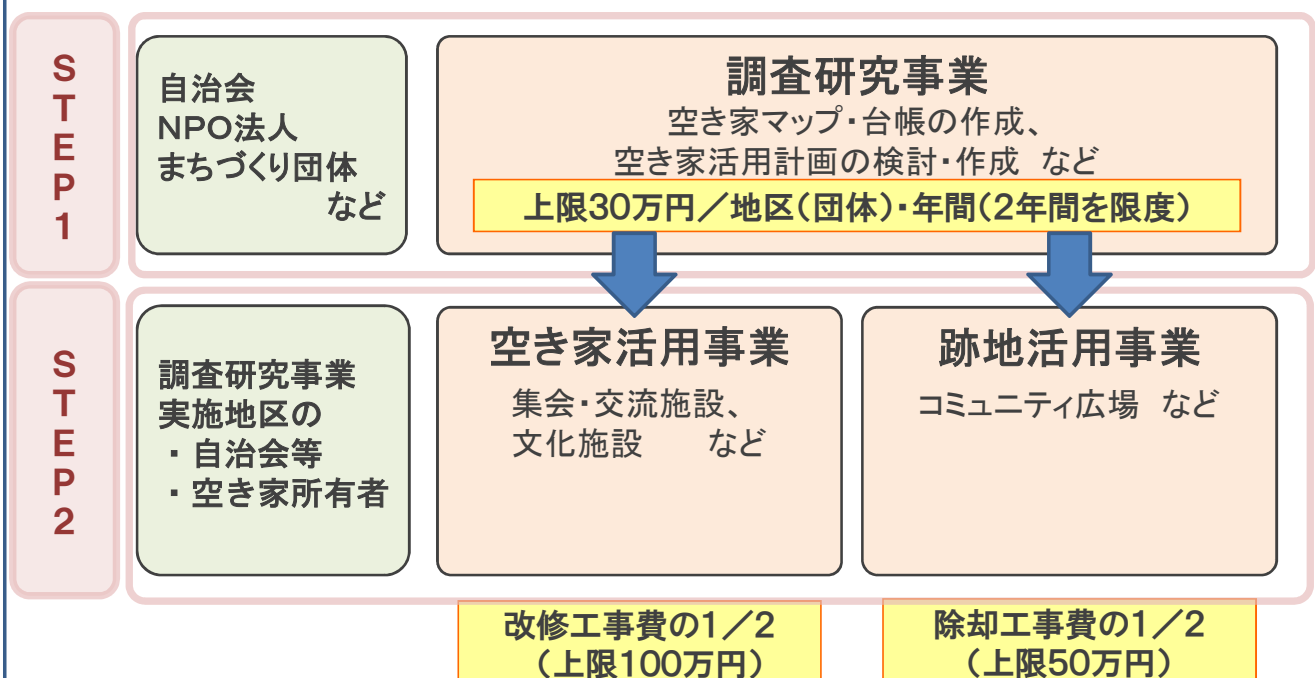 STEP1
自治会
NPO法人
まちづくり団体
など
調査研究事業
空き家マップ・台帳の作成、
空き家活用計画の検討・作成 など
上限30万円／地区(団体)・年間(2年間を限度)
STEP2
調査研究事業
実施地区の
・自治会等
・空き家所有者
空き家活用事業
集会・交流施設、
文化施設 など
跡地活用事業
コミュニティ広場 など
改修工事費の1／2
(上限100万円)
除却工事費の1／2
(上限50万円)